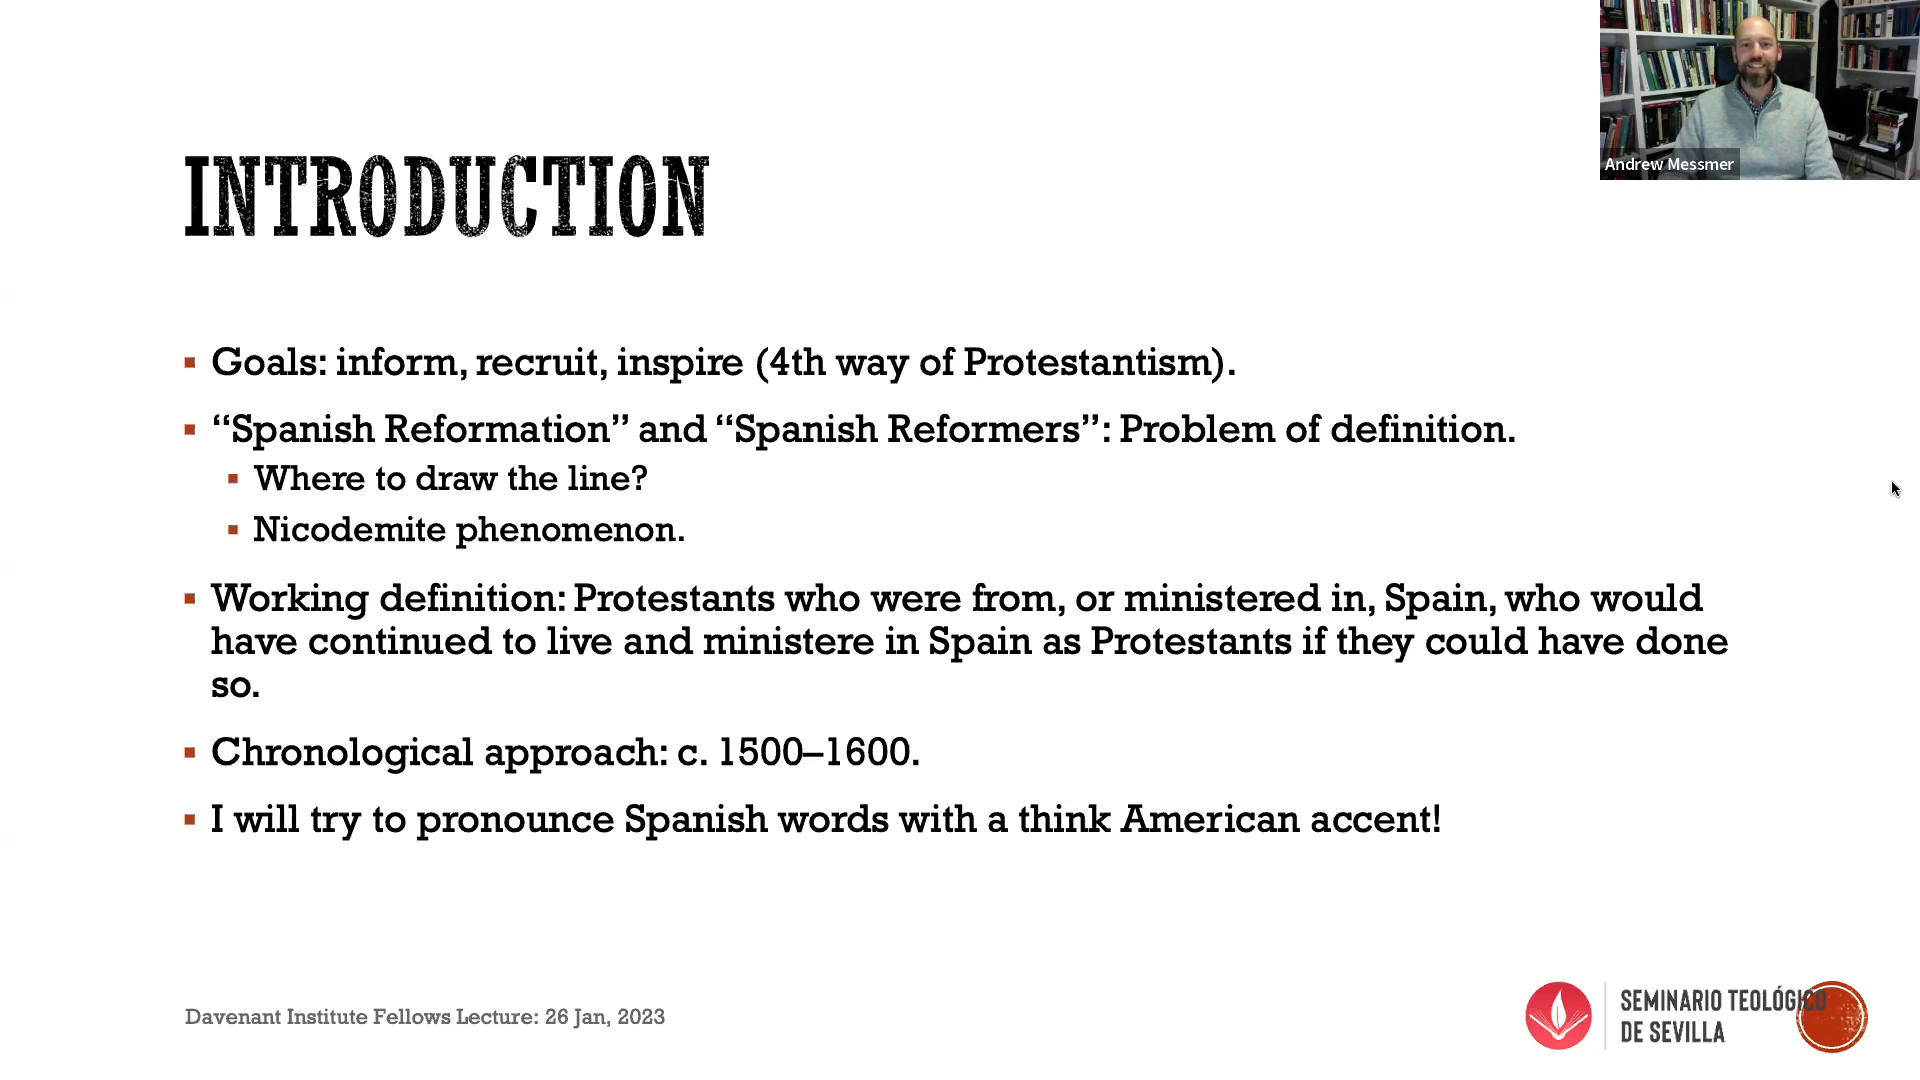 Andrew Messmer
INTRODUCTION
Goals: inform, recruit, inspire (4th way of Protestantism).
“Spanish Reformation” and “Spanish Reformers”: Problem of definition.
Where to draw the line?
Nicodemite phenomenon.
Working definition: Protestants who were from, or ministered in, Spain, who would
have continued to live and ministere in Spain as Protestants if they could have done
so.
Chronological approach: c. 1500–1600.
I will try to pronounce Spanish words with a think American accent!
Davenant Institute Fellows Lecture: 26 Jan, 2023
SEMINARIO TEOLÓGICO
DE SEVILLA